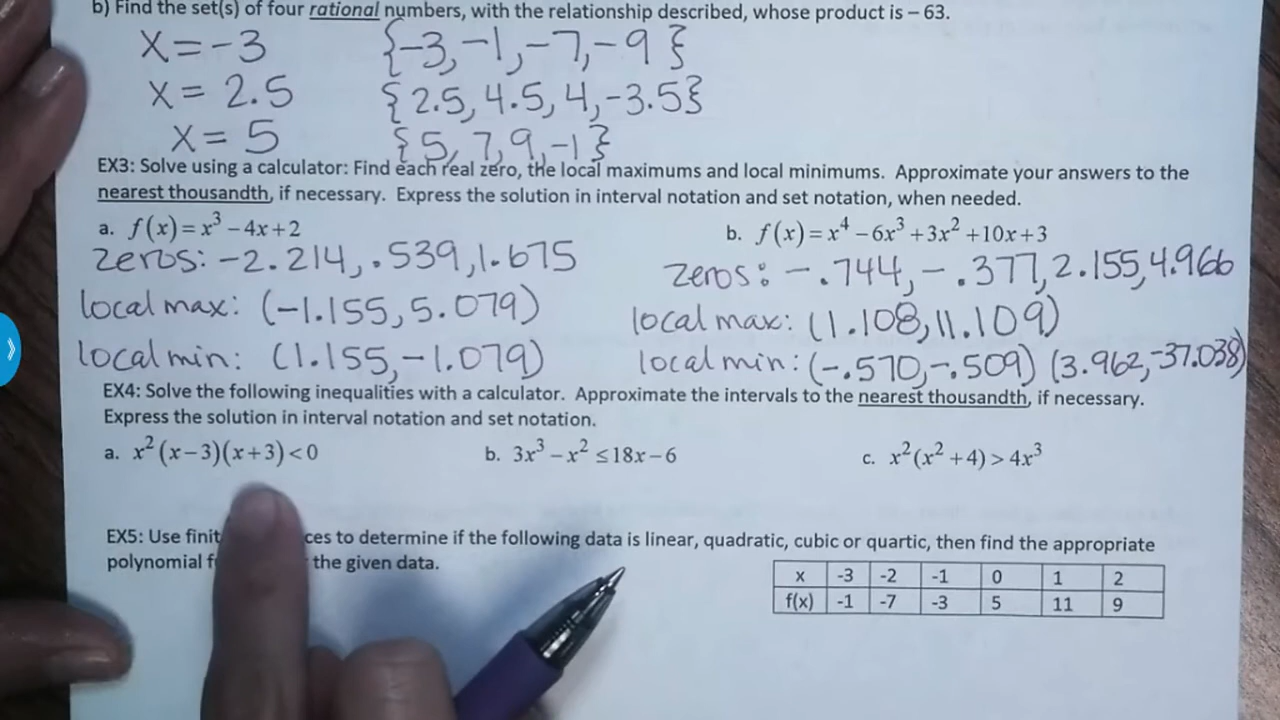 b) Find the set(s) of four rational numbers, with the relationship described, whose product is – 63.
x = -3 {-3, -1, -7, -9}
x = 2.5 {2.5, 4.5, 4, -3.5}
x = 5 {5, 7, 9, -1}
EX3: Solve using a calculator: Find each real zero, the local maximums and local minimums. Approximate your answers to the
nearest thousandth, if necessary. Express the solution in interval notation and set notation, when needed.
a. f(x) = x³ – 4x + 2
b. f(x) = x⁴ – 6x³ + 3x² + 10x + 3
zeros: -2.214, .539, 1.675
zeros: -.744, -.377, 2.155, 4.966
local max: (-1.155, 5.079)
local max: (1.108, 11.109)
local min: (1.155, -1.079)
local min: (-.570, -.509) (3.962, -37.038)
EX4: Solve the following inequalities with a calculator. Approximate the intervals to the nearest thousandth, if necessary.
Express the solution in interval notation and set notation.
a. x²(x – 3)(x + 3) < 0
b. 3x³ – x² ≤ 18x – 6
c. x²(x² + 4) > 4x³
EX5: Use to determine if the following data is linear, quadratic, cubic or quartic, then find the appropriate
polynomial the given data.
x -3 -2 -1 0 1 2
f(x) -1 -7 -3 5 11 9